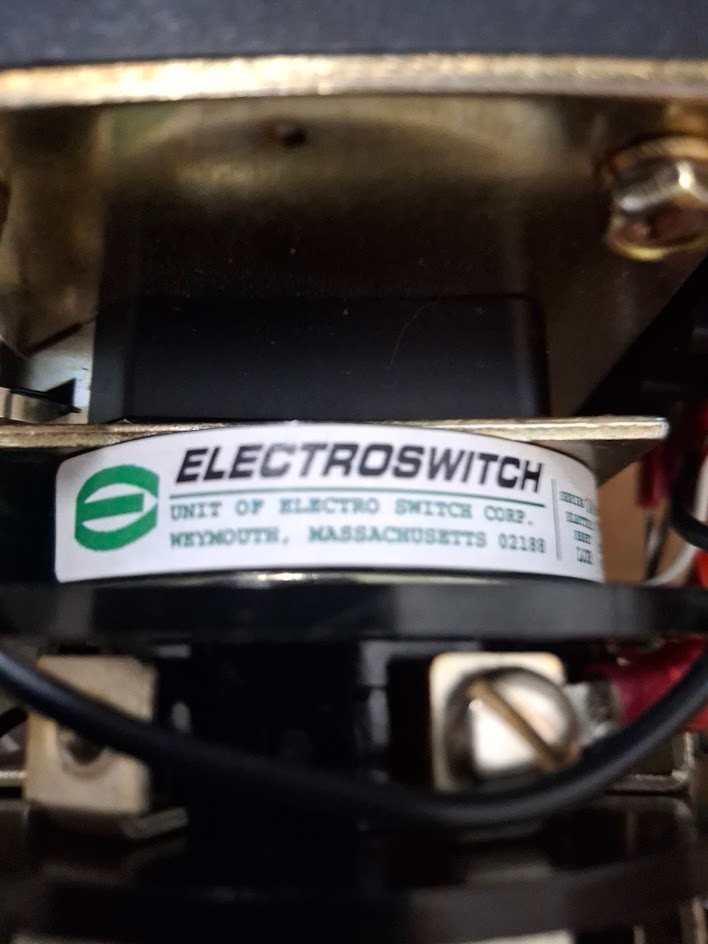 ELECTROSWITCH
UNIT OF ELECTRO SWITCH CORP.
WEYMOUTH, MASSACHUSETTS 02188